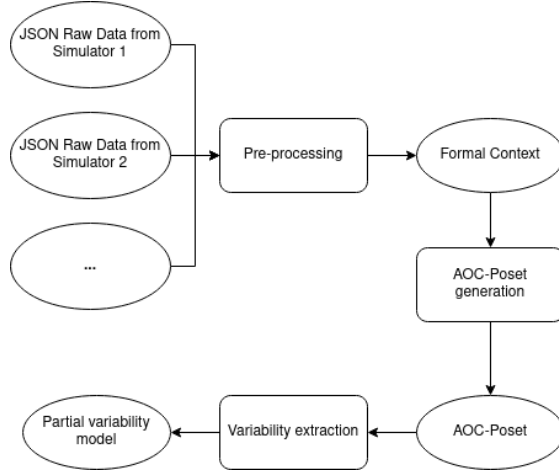 JSON Raw Data from
Simulator 1
JSON Raw Data from
Simulator 2
Pre-processing
Formal Context
...
AOC-Poset
generation
Partial variability
model
Variability extraction
AOC-Poset